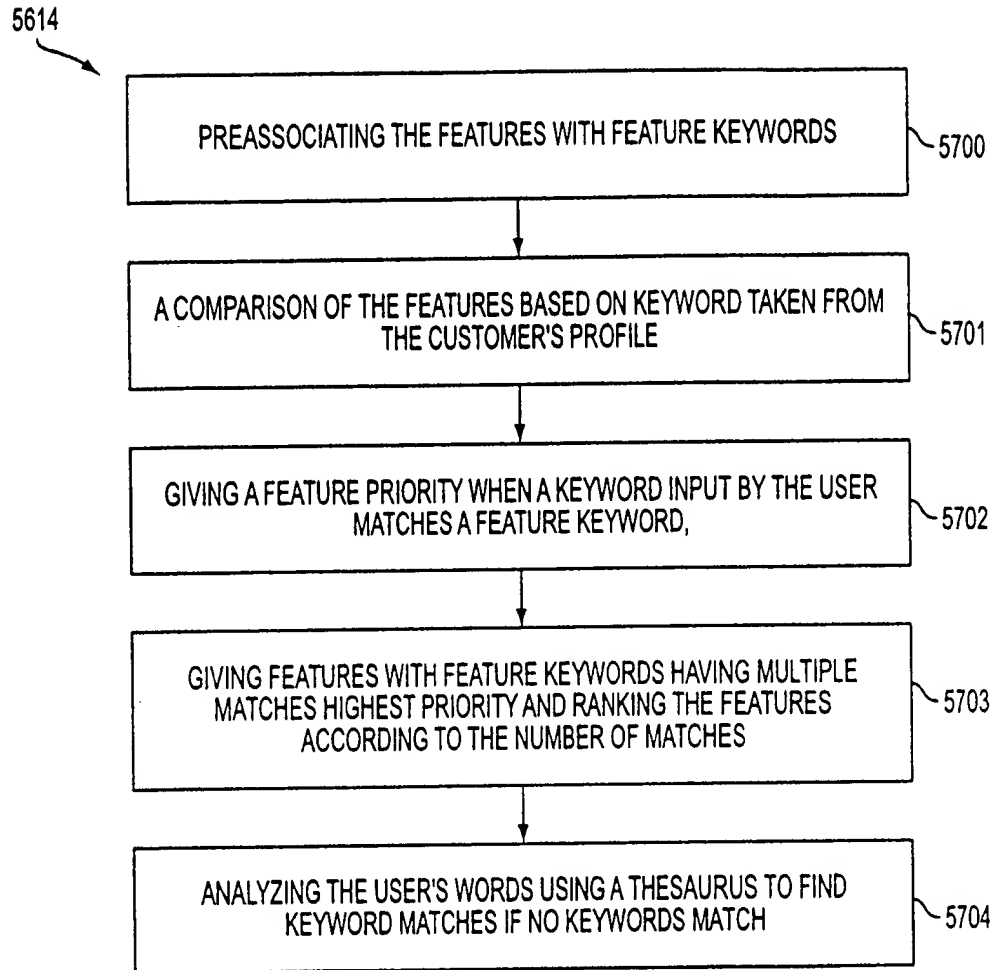 5614
PREASSOCIATING THE FEATURES WITH FEATURE KEYWORDS
5700
A COMPARISON OF THE FEATURES BASED ON KEYWORD TAKEN FROM
THE CUSTOMER'S PROFILE
5701
GIVING A FEATURE PRIORITY WHEN A KEYWORD INPUT BY THE USER
MATCHES A FEATURE KEYWORD,
5702
GIVING FEATURES WITH FEATURE KEYWORDS HAVING MULTIPLE
MATCHES HIGHEST PRIORITY AND RANKING THE FEATURES
ACCORDING TO THE NUMBER OF MATCHES
5703
ANALYZING THE USER'S WORDS USING A THESAURUS TO FIND
KEYWORD MATCHES IF NO KEYWORDS MATCH
5704